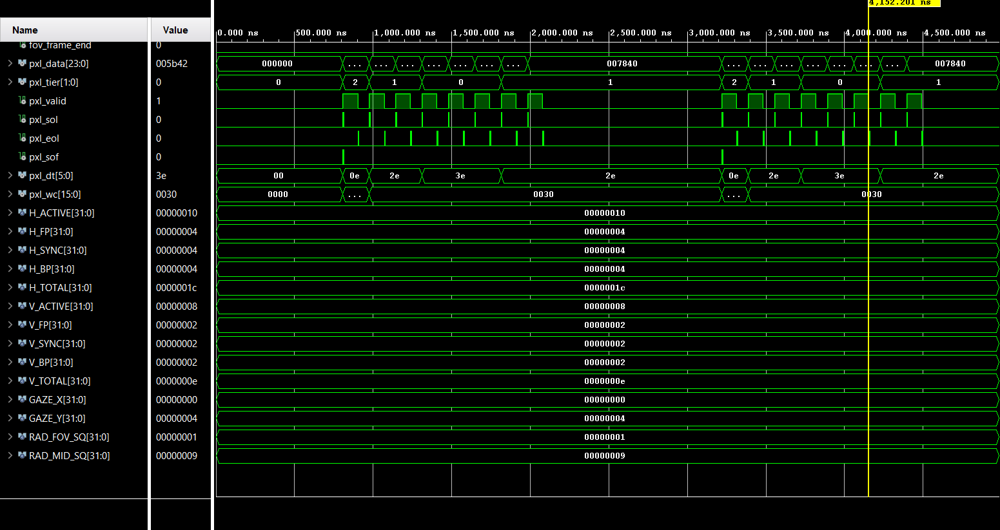 4,152.201 ns
Name Value 0.000 ns 500.000 ns 1,000.000 ns 1,500.000 ns 2,000.000 ns 2,500.000 ns 3,000.000 ns 3,500.000 ns 4,000.000 ns 4,500.000 ns
fov_frame_end 0
pxl_data[23:0] 005b42 000000 ... ... ... ... ... ... ... 007840 ... ... ... ... ... ... ... 007840
pxl_tier[1:0] 0 0 2 1 0 1 2 1 0 1
pxl_valid 1
pxl_sol 0
pxl_eol 0
pxl_sof 0
pxl_dt[5:0] 3e 00 0e 2e 3e 2e 0e 2e 3e 2e
pxl_wc[15:0] 0030 0000 ... 0030 ... 0030
H_ACTIVE[31:0] 00000010 00000010
H_FP[31:0] 00000004 00000004
H_SYNC[31:0] 00000004 00000004
H_BP[31:0] 00000004 00000004
H_TOTAL[31:0] 0000001c 0000001c
V_ACTIVE[31:0] 00000008 00000008
V_FP[31:0] 00000002 00000002
V_SYNC[31:0] 00000002 00000002
V_BP[31:0] 00000002 00000002
V_TOTAL[31:0] 0000000e 0000000e
GAZE_X[31:0] 00000000 00000000
GAZE_Y[31:0] 00000004 00000004
RAD_FOV_SQ[31:0] 00000001 00000001
RAD_MID_SQ[31:0] 00000009 00000009